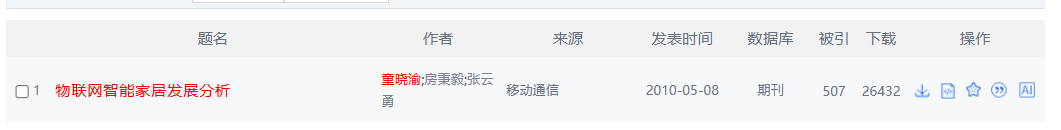 题名 作者 来源 发表时间 数据库 被引 下载 操作
1 物联网智能家居发展分析 童晓渝;房秉毅;张云勇 移动通信 2010-05-08 期刊 507 26432 AI